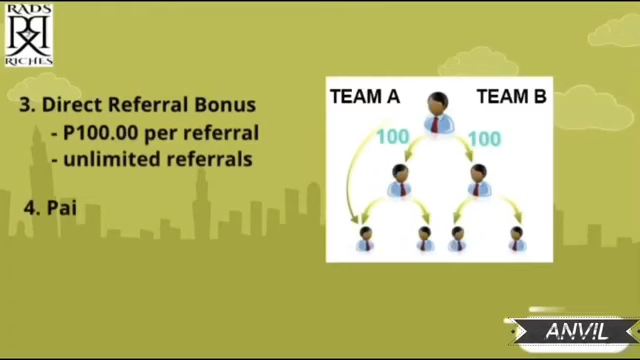 RADS
RR
RICHES
3. Direct Referral Bonus
- P100.00 per referral
- unlimited referrals
4. Pai
TEAM A
TEAM B
100
100
ANVIL